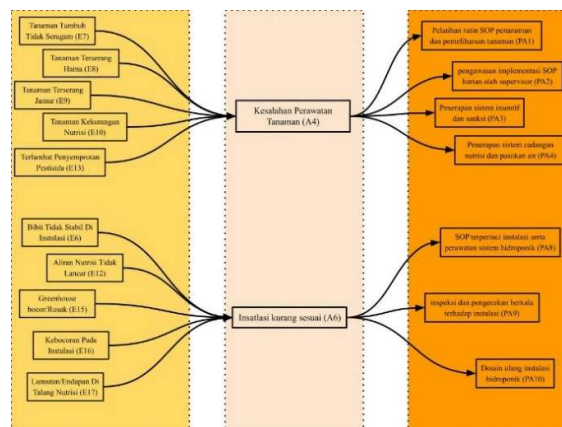 Tanaman Tumbuh
Tidak Seragam (E7)
Tanaman Terserang
Hama (E8)
Tanaman Terserang
Jamur (E9)
Tanaman Kekurangan
Nutrisi (E10)
Terlambat Penyemprotan
Pestisida (E13)
Kesalahan Perawatan
Tanaman (A4)
Pelatihan rutin SOP penanaman
dan pemeliharaan tanaman (PA1)
pengawasan implementasi SOP
harian oleh supervisor (PA2)
Penerapan sistem insentif
dan sanksi (PA3)
Penerapan sistem cadangan
nutrisi dan pasokan air (PA4)
Bibit Tidak Stabil Di
Instalasi (E6)
Aliran Nutrisi Tidak
Lancar (E12)
Greenhouse
bocor/Rusak (E15)
Kebocoran Pada
Instalasi (E16)
Lumutan/Endapan Di
Talang Nutrisi (E17)
Insatlasi kurang sesuai (A6)
SOP terperinci instalasi serta
perawatan sistem hidroponik (PA8)
inspeksi dan pengecekan berkala
terhadap instalasi (PA9)
Desain ulang instalasi
hidroponik (PA10)